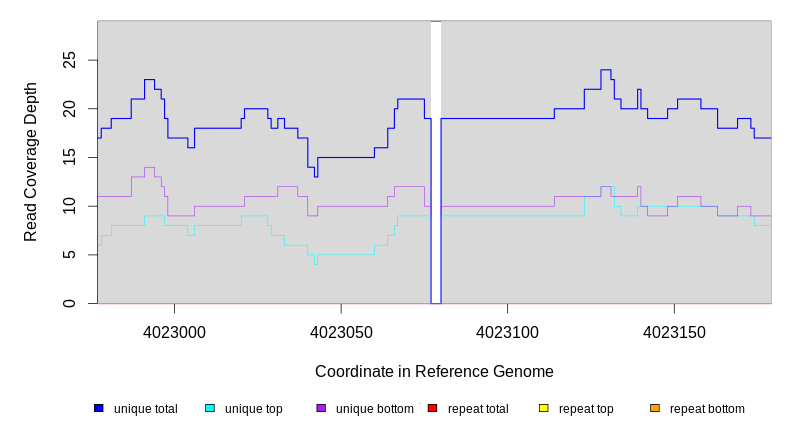 25
20
15
10
5
0
Read Coverage Depth
4023000 4023050 4023100 4023150
Coordinate in Reference Genome
unique total unique top unique bottom repeat total repeat top repeat bottom